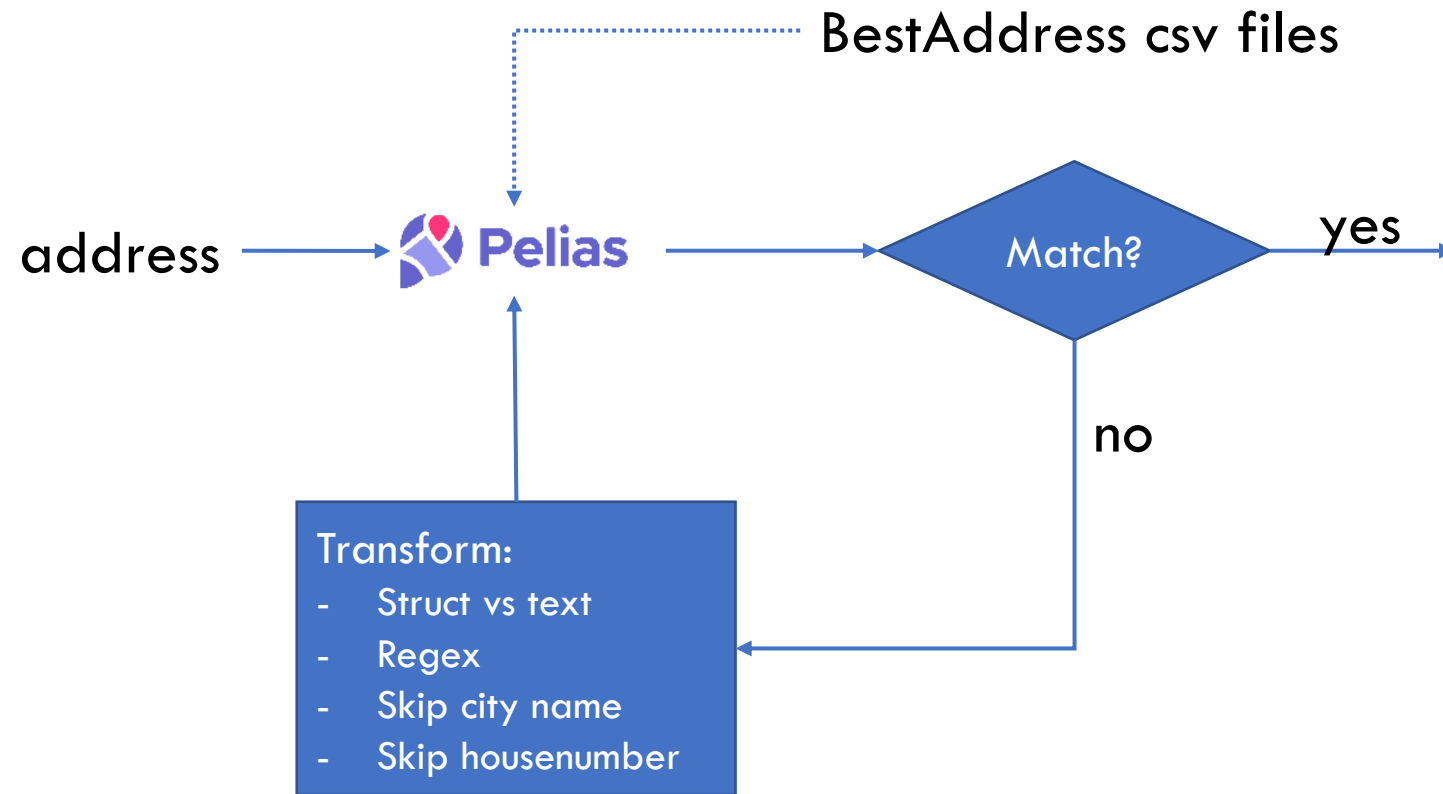 BestAddress csv files
address
Pelias
Match?
yes
no
Transform:
- Struct vs text
- Regex
- Skip city name
- Skip housenumber